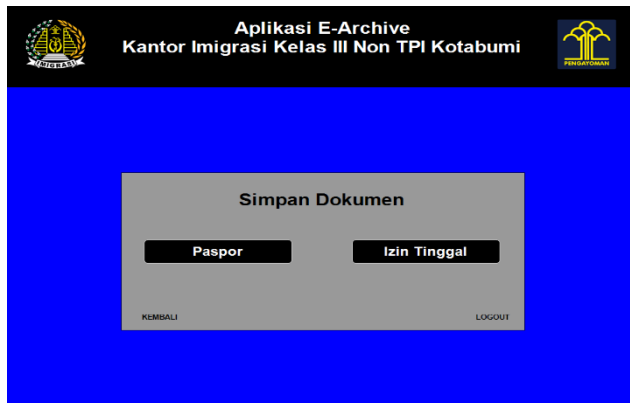 Aplikasi E-Archive
Kantor Imigrasi Kelas III Non TPI Kotabumi
IMIGRASI
PENGAYOMAN
Simpan Dokumen
Paspor
Izin Tinggal
KEMBALI
LOGOUT